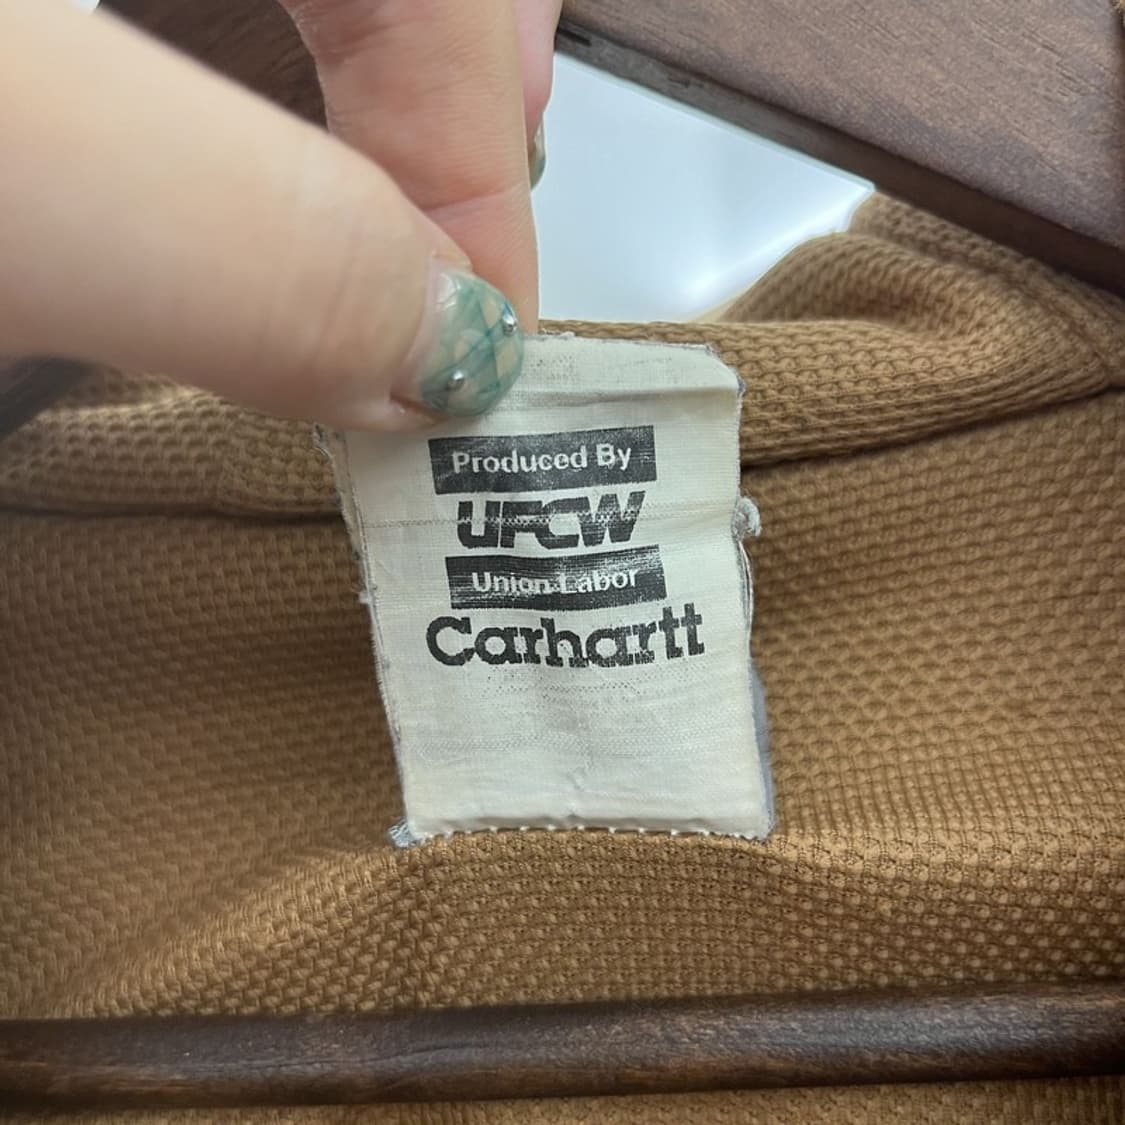 Produced By
UFCW
Union Labor
Carhartt